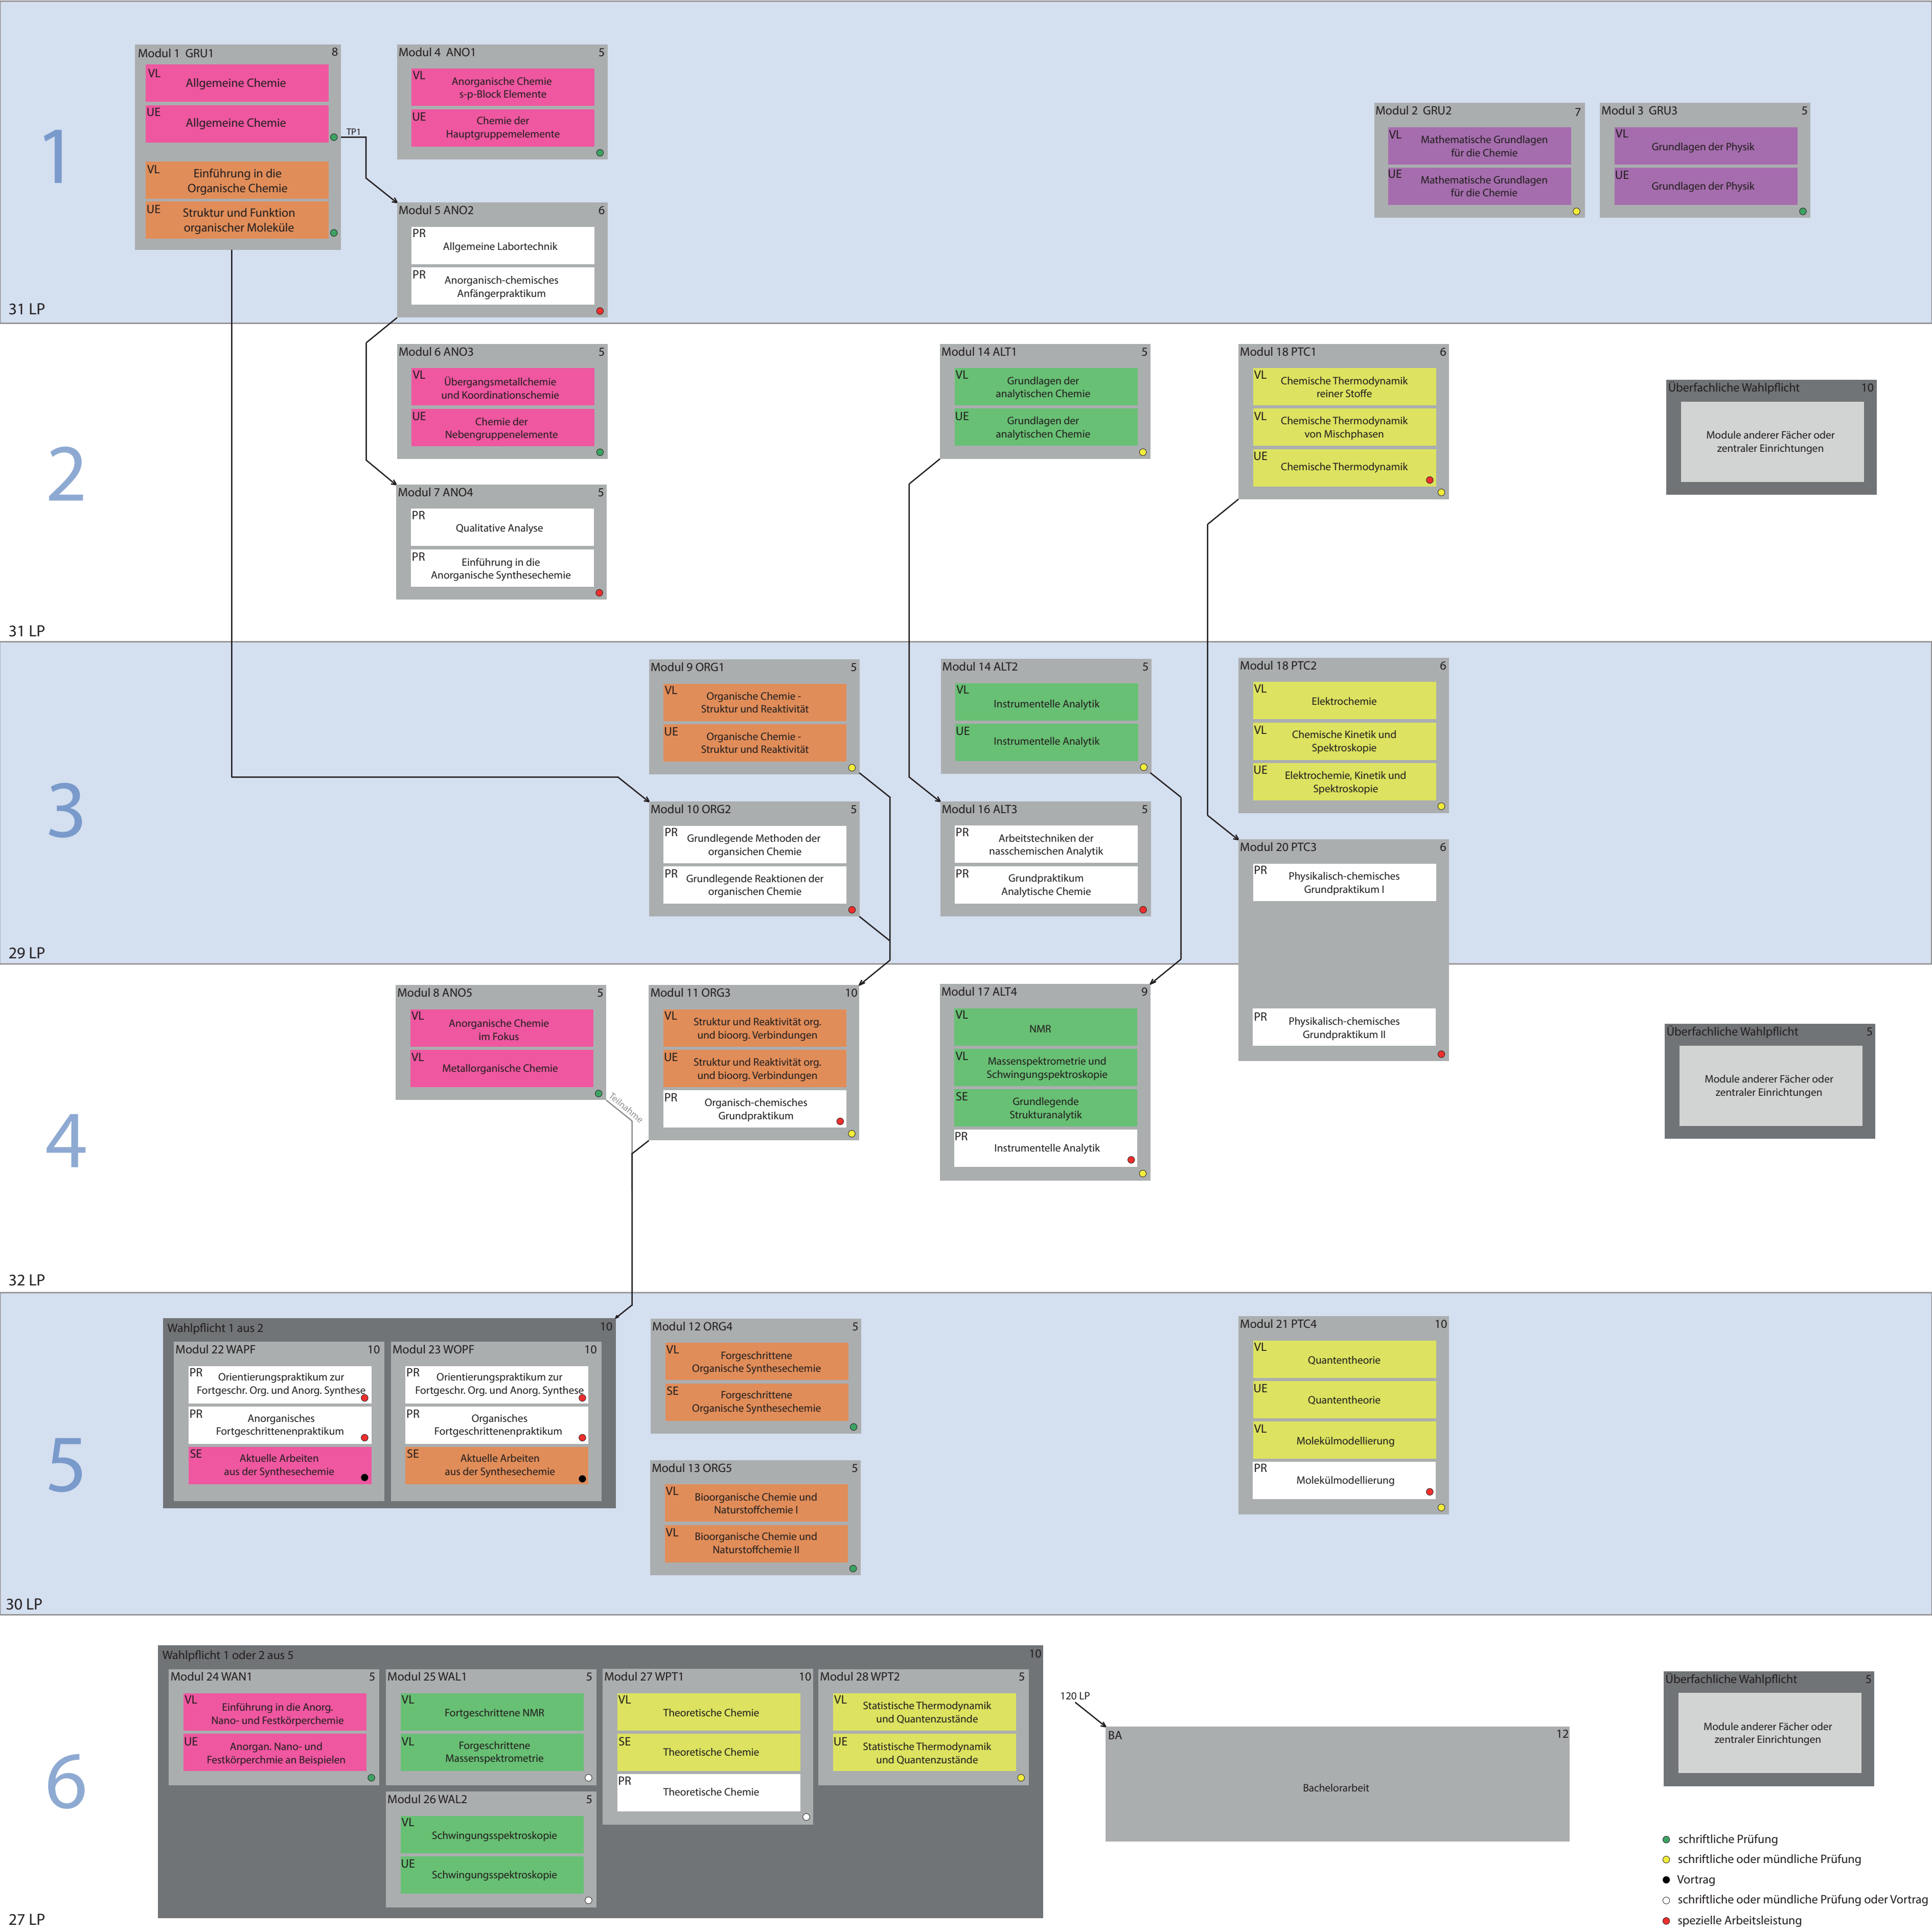 1
31 LP
Modul 1 GRU1 8
VL
Allgemeine Chemie
UE
Allgemeine Chemie
VL
Einführung in die
Organische Chemie
UE
Struktur und Funktion
organischer Moleküle
TP1
Modul 4 ANO1 5
VL
Anorganische Chemie
s-p-Block Elemente
UE
Chemie der
Hauptgruppemelemente
Modul 5 ANO2 6
PR
Allgemeine Labortechnik
PR
Anorganisch-chemisches
Anfängerpraktikum
Modul 2 GRU2 7
VL
Mathematische Grundlagen
für die Chemie
UE
Mathematische Grundlagen
für die Chemie
Modul 3 GRU3 5
VL
Grundlagen der Physik
UE
Grundlagen der Physik
2
31 LP
Modul 6 ANO3 5
VL
Übergangsmetallchemie
und Koordinationschemie
UE
Chemie der
Nebengruppenelemente
Modul 7 ANO4 5
PR
Qualitative Analyse
PR
Einführung in die
Anorganische Synthesechemie
Modul 14 ALT1 5
VL
Grundlagen der
analytischen Chemie
UE
Grundlagen der
analytischen Chemie
Modul 18 PTC1 6
VL
Chemische Thermodynamik
reiner Stoffe
VL
Chemische Thermodynamik
von Mischphasen
UE
Chemische Thermodynamik
Überfachliche Wahlpflicht 10
Module anderer Fächer oder
zentraler Einrichtungen
3
29 LP
Modul 9 ORG1 5
VL
Organische Chemie -
Struktur und Reaktivität
UE
Organische Chemie -
Struktur und Reaktivität
Modul 10 ORG2 5
PR
Grundlegende Methoden der
organsichen Chemie
PR
Grundlegende Reaktionen der
organischen Chemie
Modul 14 ALT2 5
VL
Instrumentelle Analytik
UE
Instrumentelle Analytik
Modul 16 ALT3 5
PR
Arbeitstechniken der
nasschemischen Analytik
PR
Grundpraktikum
Analytische Chemie
Modul 18 PTC2 6
VL
Elektrochemie
VL
Chemische Kinetik und
Spektroskopie
UE
Elektrochemie, Kinetik und
Spektroskopie
Modul 20 PTC3 6
PR
Physikalisch-chemisches
Grundpraktikum I
PR
Physikalisch-chemisches
Grundpraktikum II
4
32 LP
Modul 8 ANO5 5
VL
Anorganische Chemie
im Fokus
VL
Metallorganische Chemie
Teilnahme
Modul 11 ORG3 10
VL
Struktur und Reaktivität org.
und bioorg. Verbindungen
UE
Struktur und Reaktivität org.
und bioorg. Verbindungen
PR
Organisch-chemisches
Grundpraktikum
Modul 17 ALT4 9
VL
NMR
VL
Massenspektrometrie und
Schwingungspektroskopie
SE
Grundlegende
Strukturanalytik
PR
Instrumentelle Analytik
Überfachliche Wahlpflicht 5
Module anderer Fächer oder
zentraler Einrichtungen
5
30 LP
Wahlpflicht 1 aus 2 10
Modul 22 WAPF 10
PR
Orientierungspraktikum zur
Fortgeschr. Org. und Anorg. Synthese
PR
Anorganisches
Fortgeschrittenenpraktikum
SE
Aktuelle Arbeiten
aus der Synthesechemie
Modul 23 WOPF 10
PR
Orientierungspraktikum zur
Fortgeschr. Org. und Anorg. Synthese
PR
Organisches
Fortgeschrittenenpraktikum
SE
Aktuelle Arbeiten
aus der Synthesechemie
Modul 12 ORG4 5
VL
Forgeschrittene
Organische Synthesechemie
SE
Forgeschrittene
Organische Synthesechemie
Modul 13 ORG5 5
VL
Bioorganische Chemie und
Naturstoffchemie I
VL
Bioorganische Chemie und
Naturstoffchemie II
Modul 21 PTC4 10
VL
Quantentheorie
UE
Quantentheorie
VL
Molekülmodellierung
PR
Molekülmodellierung
6
27 LP
Wahlpflicht 1 oder 2 aus 5 10
Modul 24 WAN1 5
VL
Einführung in die Anorg.
Nano- und Festkörperchemie
UE
Anorgan. Nano- und
Festkörperchmie an Beispielen
Modul 25 WAL1 5
VL
Fortgeschrittene NMR
VL
Forgeschrittene
Massenspektrometrie
Modul 26 WAL2 5
VL
Schwingungsspektroskopie
UE
Schwingungsspektroskopie
Modul 27 WPT1 10
VL
Theoretische Chemie
SE
Theoretische Chemie
PR
Theoretische Chemie
Modul 28 WPT2 5
VL
Statistische Thermodynamik
und Quantenzustände
UE
Statistische Thermodynamik
und Quantenzustände
120 LP
BA 12
Bachelorarbeit
Überfachliche Wahlpflicht 5
Module anderer Fächer oder
zentraler Einrichtungen
schriftliche Prüfung
schriftliche oder mündliche Prüfung
Vortrag
schriftliche oder mündliche Prüfung oder Vortrag
spezielle Arbeitsleistung